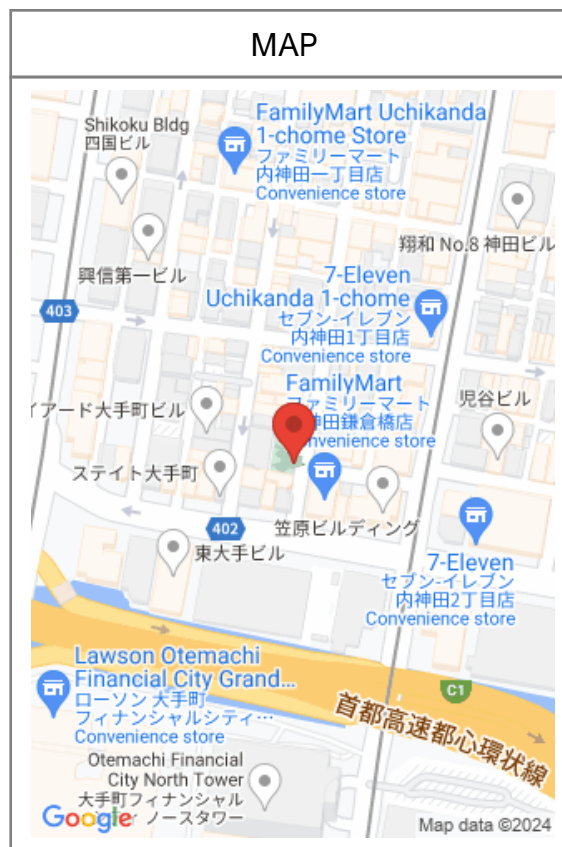 MAP
FamilyMart Uchikanda
1-chome Store
ファミリーマート
内神田一丁目店
Convenience store
Shikoku Bldg
四国ビル
翔和 No.8 神田ビル
興信第一ビル
7-Eleven
Uchikanda 1-chome
セブン-イレブン
内神田1丁目店
Convenience store
403
FamilyMart
ファミリーマート
神田鎌倉橋店
nvenience store
児谷ビル
イアード大手町ビル
ステイト大手町
402
笠原ビルディング
東大手ビル
7-Eleven
セブン-イレブン
内神田2丁目店
Convenience store
Lawson Otemachi
Financial City Grand...
ローソン 大手町
フィナンシャルシティ…
Convenience store
C1
首都高速都心環状線
Otemachi Financial
City North Tower
大手町フィナンシャル
ノースタワー
Google
Map data ©2024